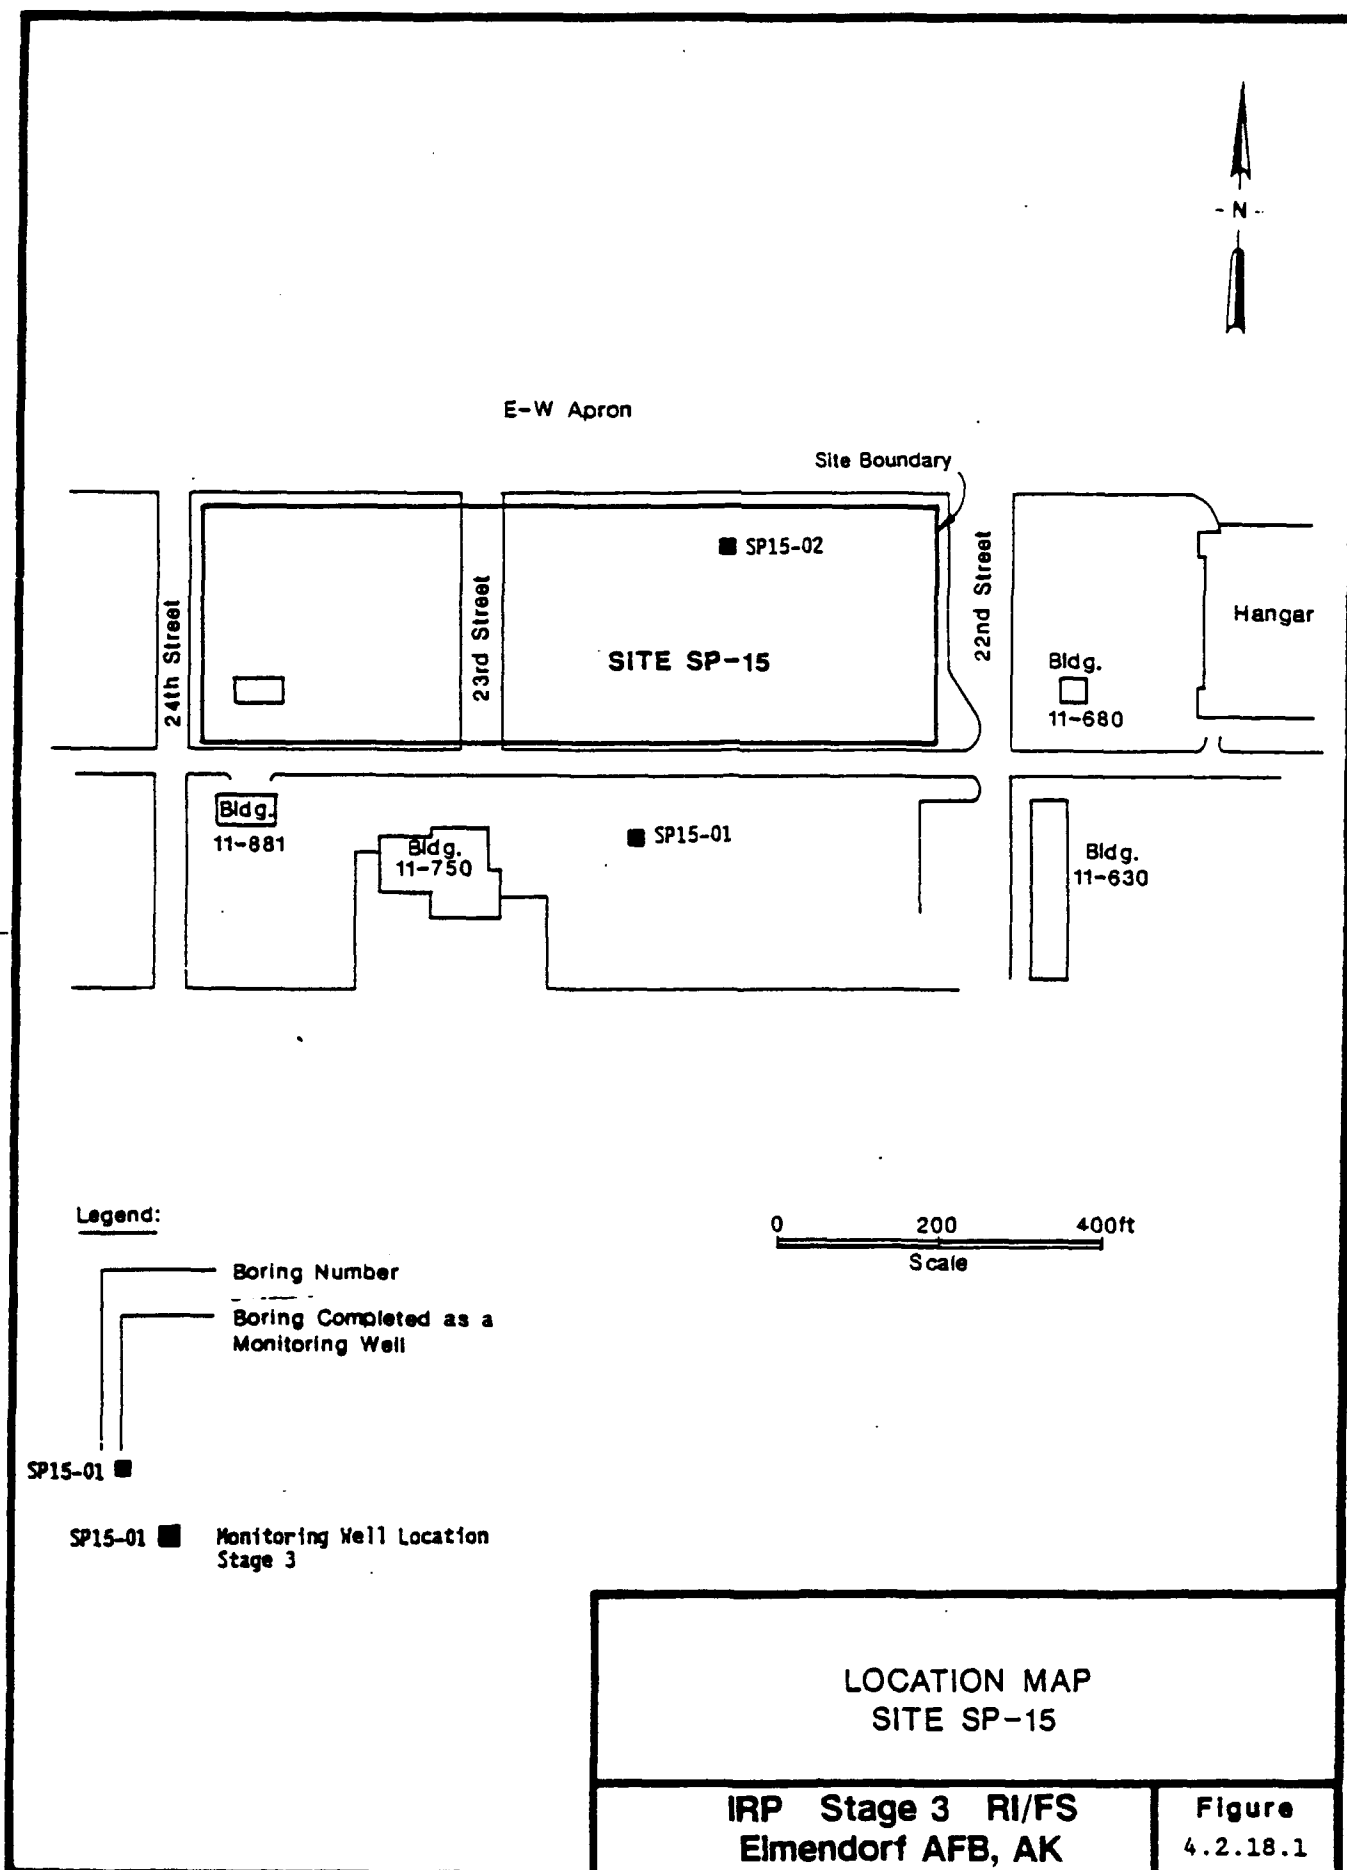 - N -
E-W Apron
Site Boundary
SP15-02
24th Street
23rd Street
22nd Street
SITE SP-15
Hangar
Bldg.
11-680
Bldg.
11-881
Bldg.
11-750
SP15-01
Bldg.
11-630
Legend:
0 200 400ft
Scale
Boring Number
Boring Completed as a
Monitoring Well
SP15-01
SP15-01 Monitoring Well Location
Stage 3
LOCATION MAP
SITE SP-15
IRP Stage 3 RI/FS
Elmendorf AFB, AK
Figure
4.2.18.1